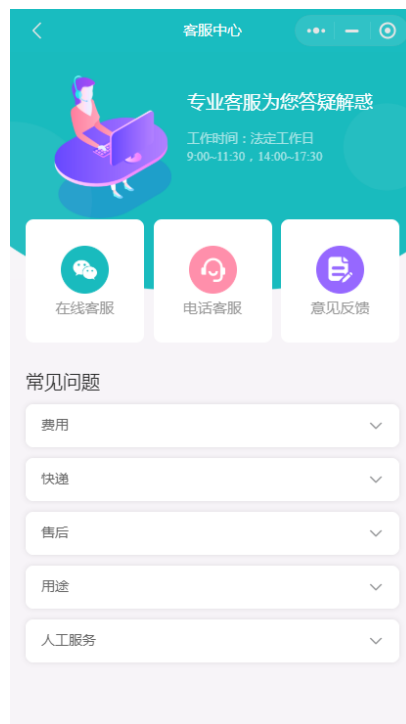 客服中心
专业客服为您答疑解惑
工作时间：法定工作日
9:00~11:30，14:00~17:30
在线客服
电话客服
意见反馈
常见问题
费用
快递
售后
用途
人工服务